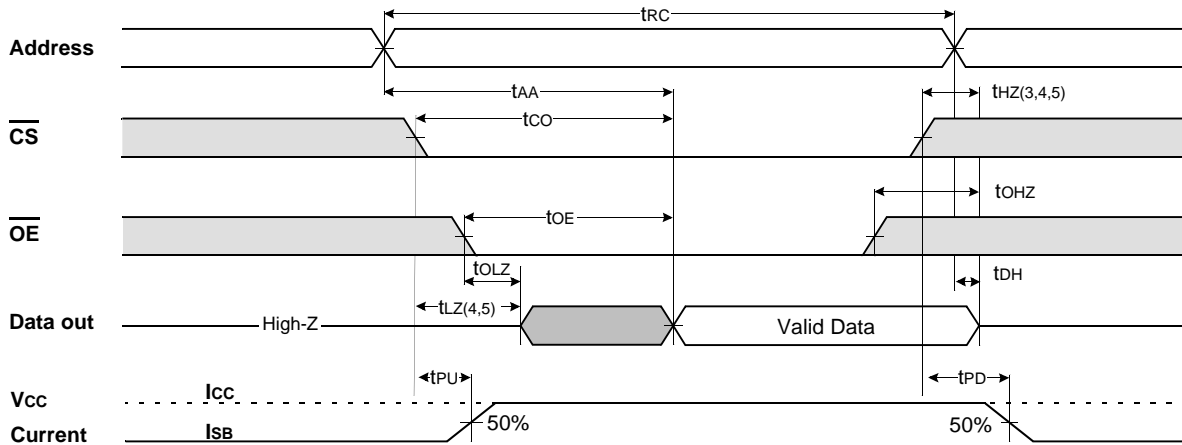 tRC
Address
tAA
tHZ(3,4,5)
tCO
CS
tOHZ
OE
tOE
tOLZ
tDH
tLZ(4,5)
Data out
High-Z
Valid Data
tPU
tPD
VCC
ICC
50%
50%
Current
ISB